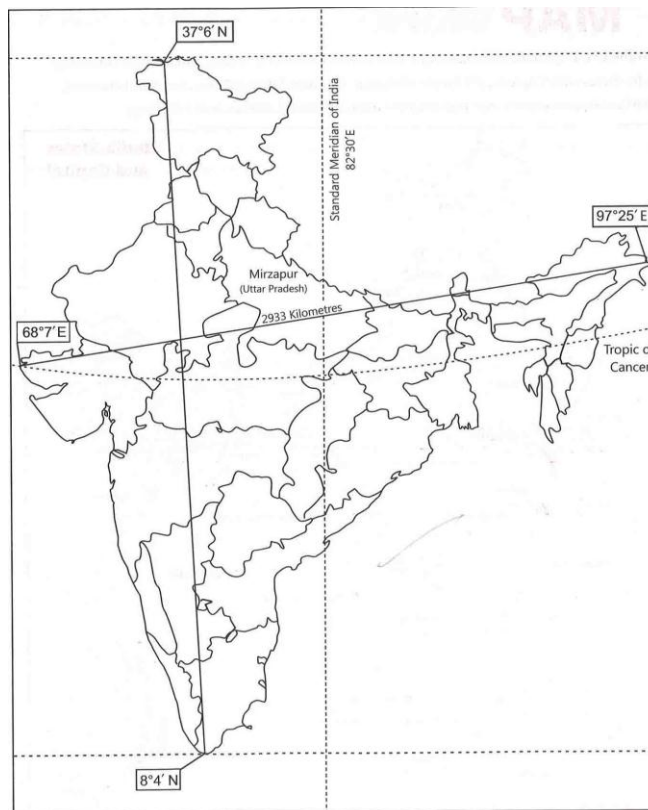 MAP
37°6′ N
Standard Meridian of India
82°30′E
97°25′ E
Mirzapur
(Uttar Pradesh)
2933 Kilometres
68°7′ E
Tropic o
Cancer
8°4′ N